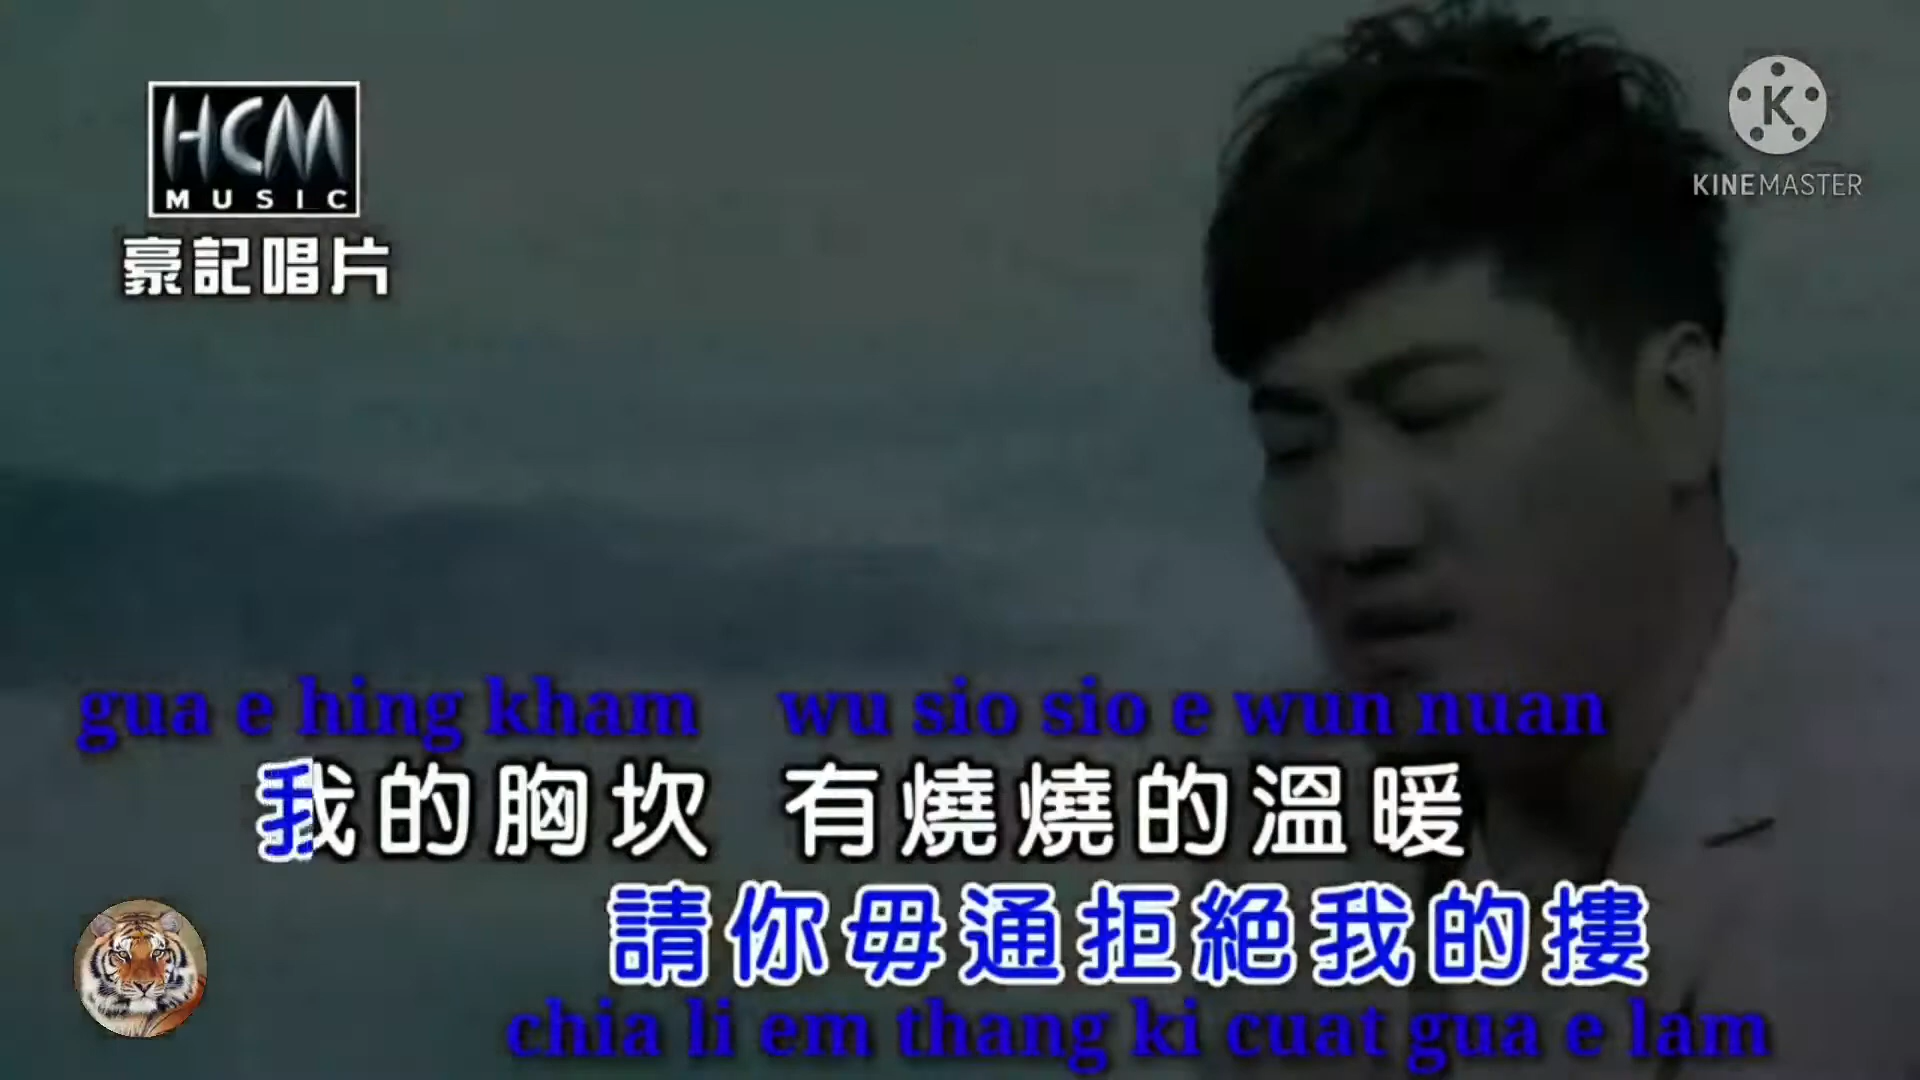 HCM
MUSIC
豪記唱片
K
KINEMASTER
gua e hing kham wu sio sio e wun nuan
我的胸坎 有燒燒的溫暖
請你毋通拒絕我的摟
chia li em thang ki cuat gua e lam